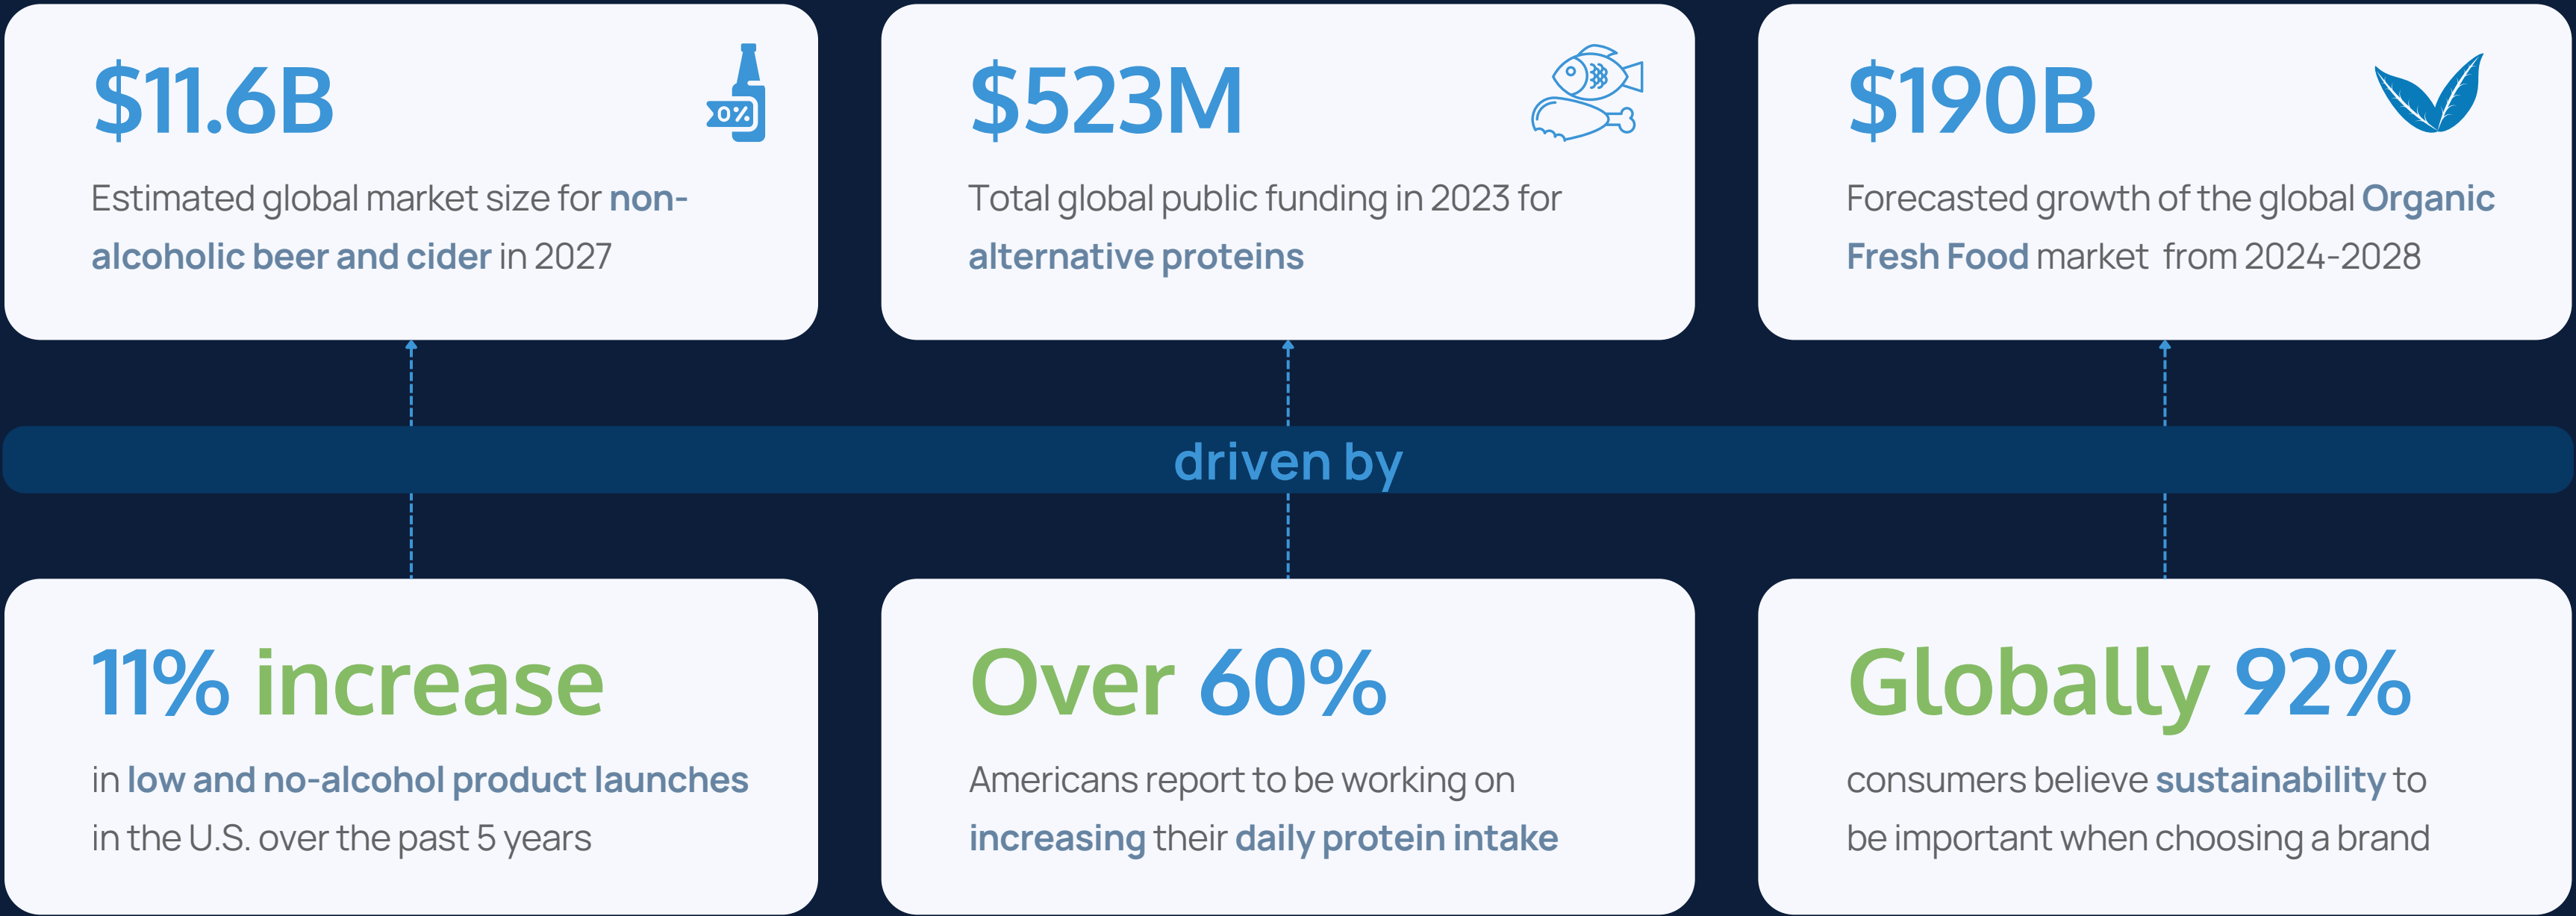 $11.6B
0%
Estimated global market size for non-
alcoholic beer and cider in 2027
$523M
Total global public funding in 2023 for
alternative proteins
$190B
Forecasted growth of the global Organic
Fresh Food market from 2024-2028
driven by
11% increase
in low and no-alcohol product launches
in the U.S. over the past 5 years
Over 60%
Americans report to be working on
increasing their daily protein intake
Globally 92%
consumers believe sustainability to
be important when choosing a brand